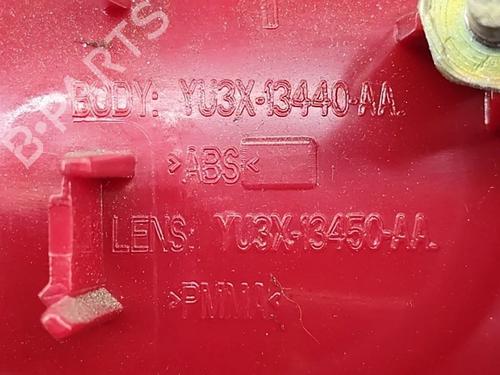 B-PARTS
BODY: YU3X-13440-AA.
>ABS<
LENS: YU3X-13450-AA.
>PMMA<